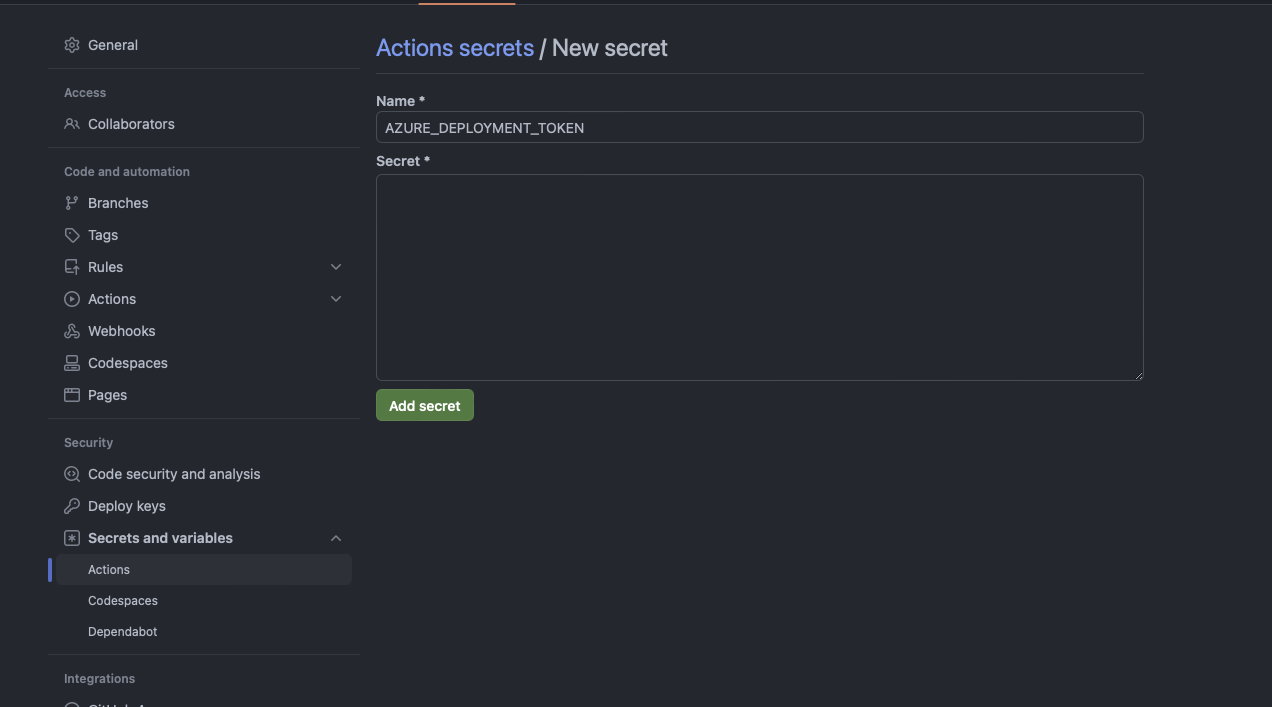 General
Access
Collaborators
Code and automation
Branches
Tags
Rules
Actions
Webhooks
Codespaces
Pages
Security
Code security and analysis
Deploy keys
Secrets and variables
Actions
Codespaces
Dependabot
Integrations
Actions secrets / New secret
Name *
AZURE_DEPLOYMENT_TOKEN
Secret *
Add secret